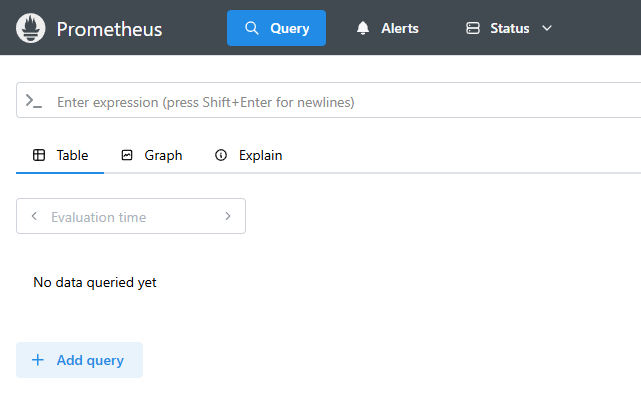 Prometheus Query Alerts Status
Enter expression (press Shift+Enter for newlines)
Table Graph Explain
Evaluation time
No data queried yet
Add query